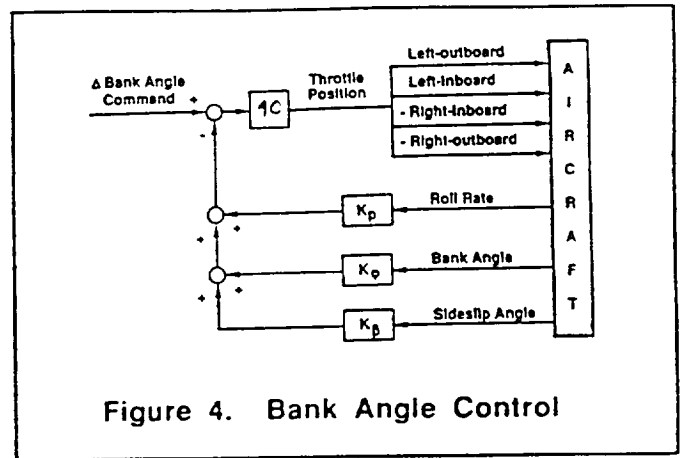 Δ Bank Angle
Command
+
-
Throttle
Position
Left-outboard
Left-Inboard
- Right-Inboard
- Right-outboard
A
I
R
C
R
A
F
T
Roll Rate
Kp
+
+
Bank Angle
Kφ
+
+
Sideslip Angle
Kβ
Figure 4. Bank Angle Control